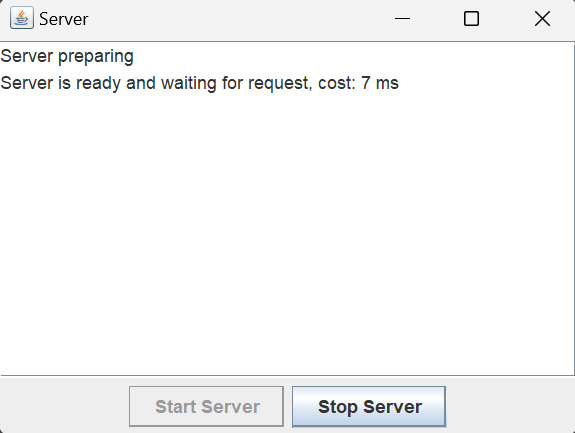 Server
Server preparing
Server is ready and waiting for request, cost: 7 ms
Start Server
Stop Server